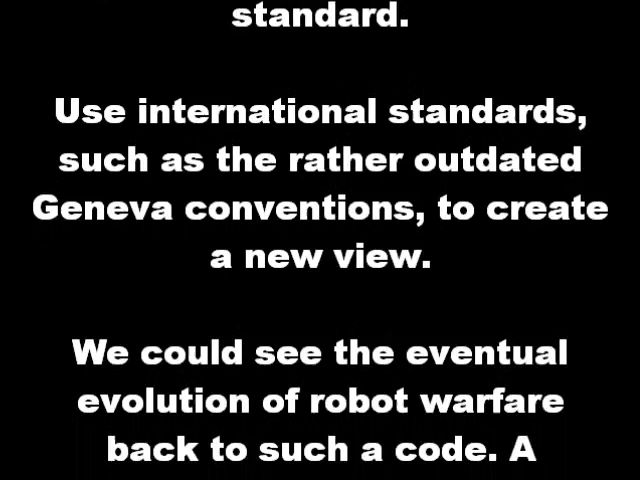 standard.
Use international standards,
such as the rather outdated
Geneva conventions, to create
a new view.
We could see the eventual
evolution of robot warfare
back to such a code. A